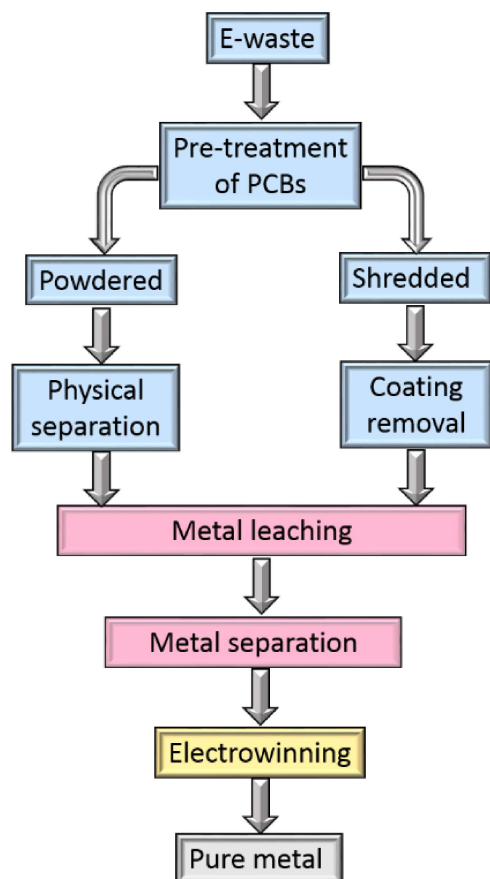 E-waste
Pre-treatment
of PCBs
Powdered
Shredded
Physical
separation
Coating
removal
Metal leaching
Metal separation
Electrowinning
Pure metal